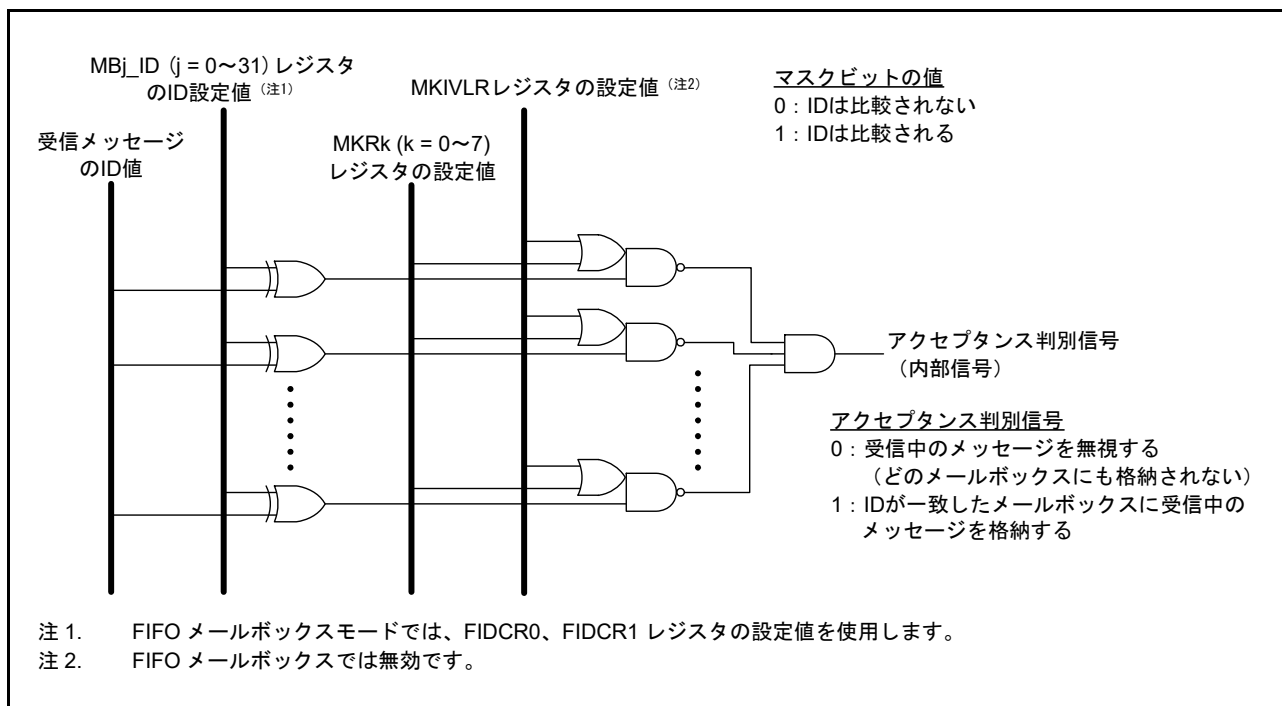 MBj_ID (j = 0～31) レジスタ
のID設定値 (注1)
MKIVLRレジスタの設定値 (注2)
マスクビットの値
0：IDは比較されない
1：IDは比較される
受信メッセージ
のID値
MKRk (k = 0～7)
レジスタの設定値
アクセプタンス判別信号
（内部信号）
アクセプタンス判別信号
0：受信中のメッセージを無視する
（どのメールボックスにも格納されない）
1：IDが一致したメールボックスに受信中の
メッセージを格納する
注 1. FIFO メールボックスモードでは、FIDCR0、FIDCR1 レジスタの設定値を使用します。
注 2. FIFO メールボックスでは無効です。